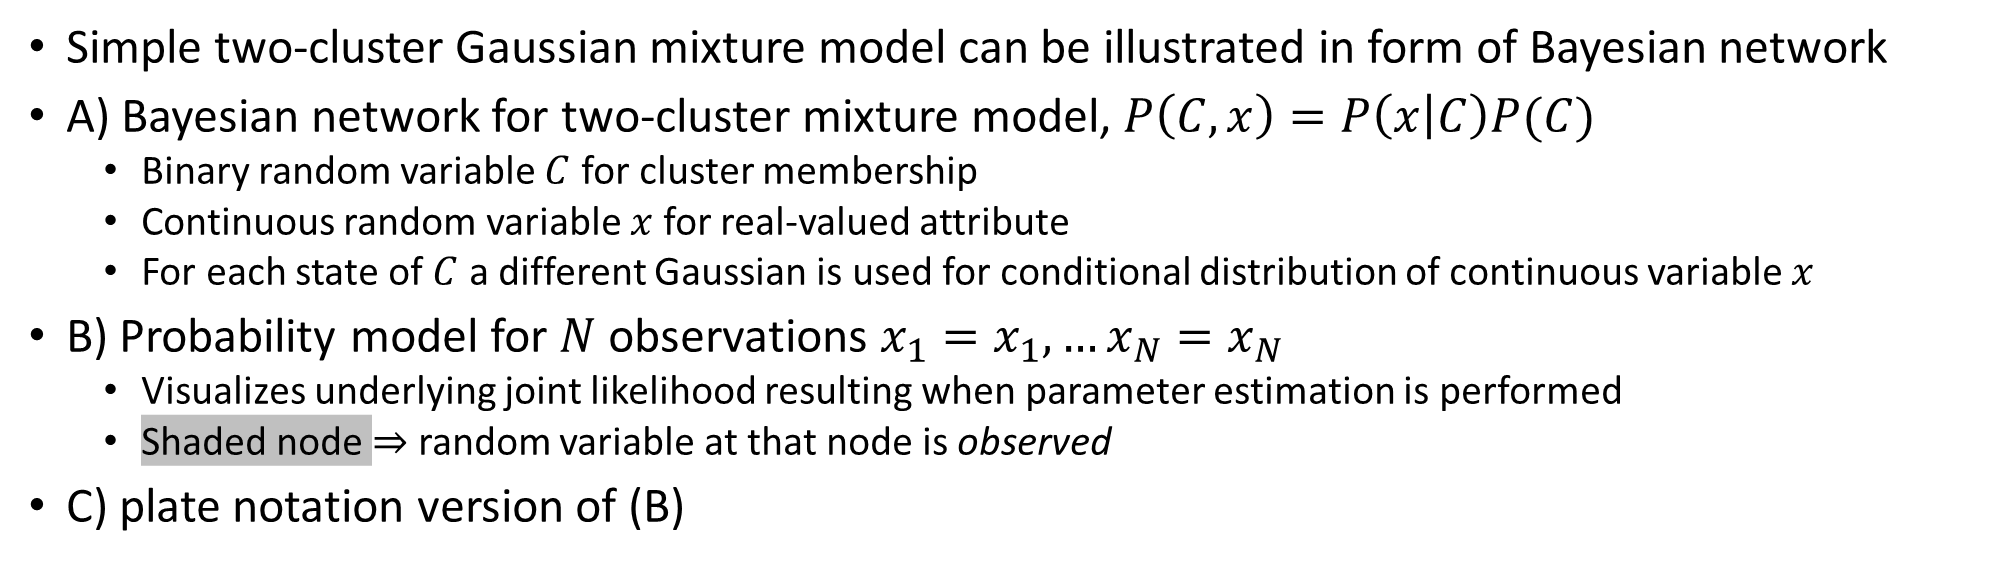 • Simple two-cluster Gaussian mixture model can be illustrated in form of Bayesian network
• A) Bayesian network for two-cluster mixture model, P(C, x) = P(x|C)P(C)
• Binary random variable C for cluster membership
• Continuous random variable x for real-valued attribute
• For each state of C a different Gaussian is used for conditional distribution of continuous variable x
• B) Probability model for N observations x₁ = x₁, … x_N = x_N
• Visualizes underlying joint likelihood resulting when parameter estimation is performed
• Shaded node ⇒ random variable at that node is observed
• C) plate notation version of (B)